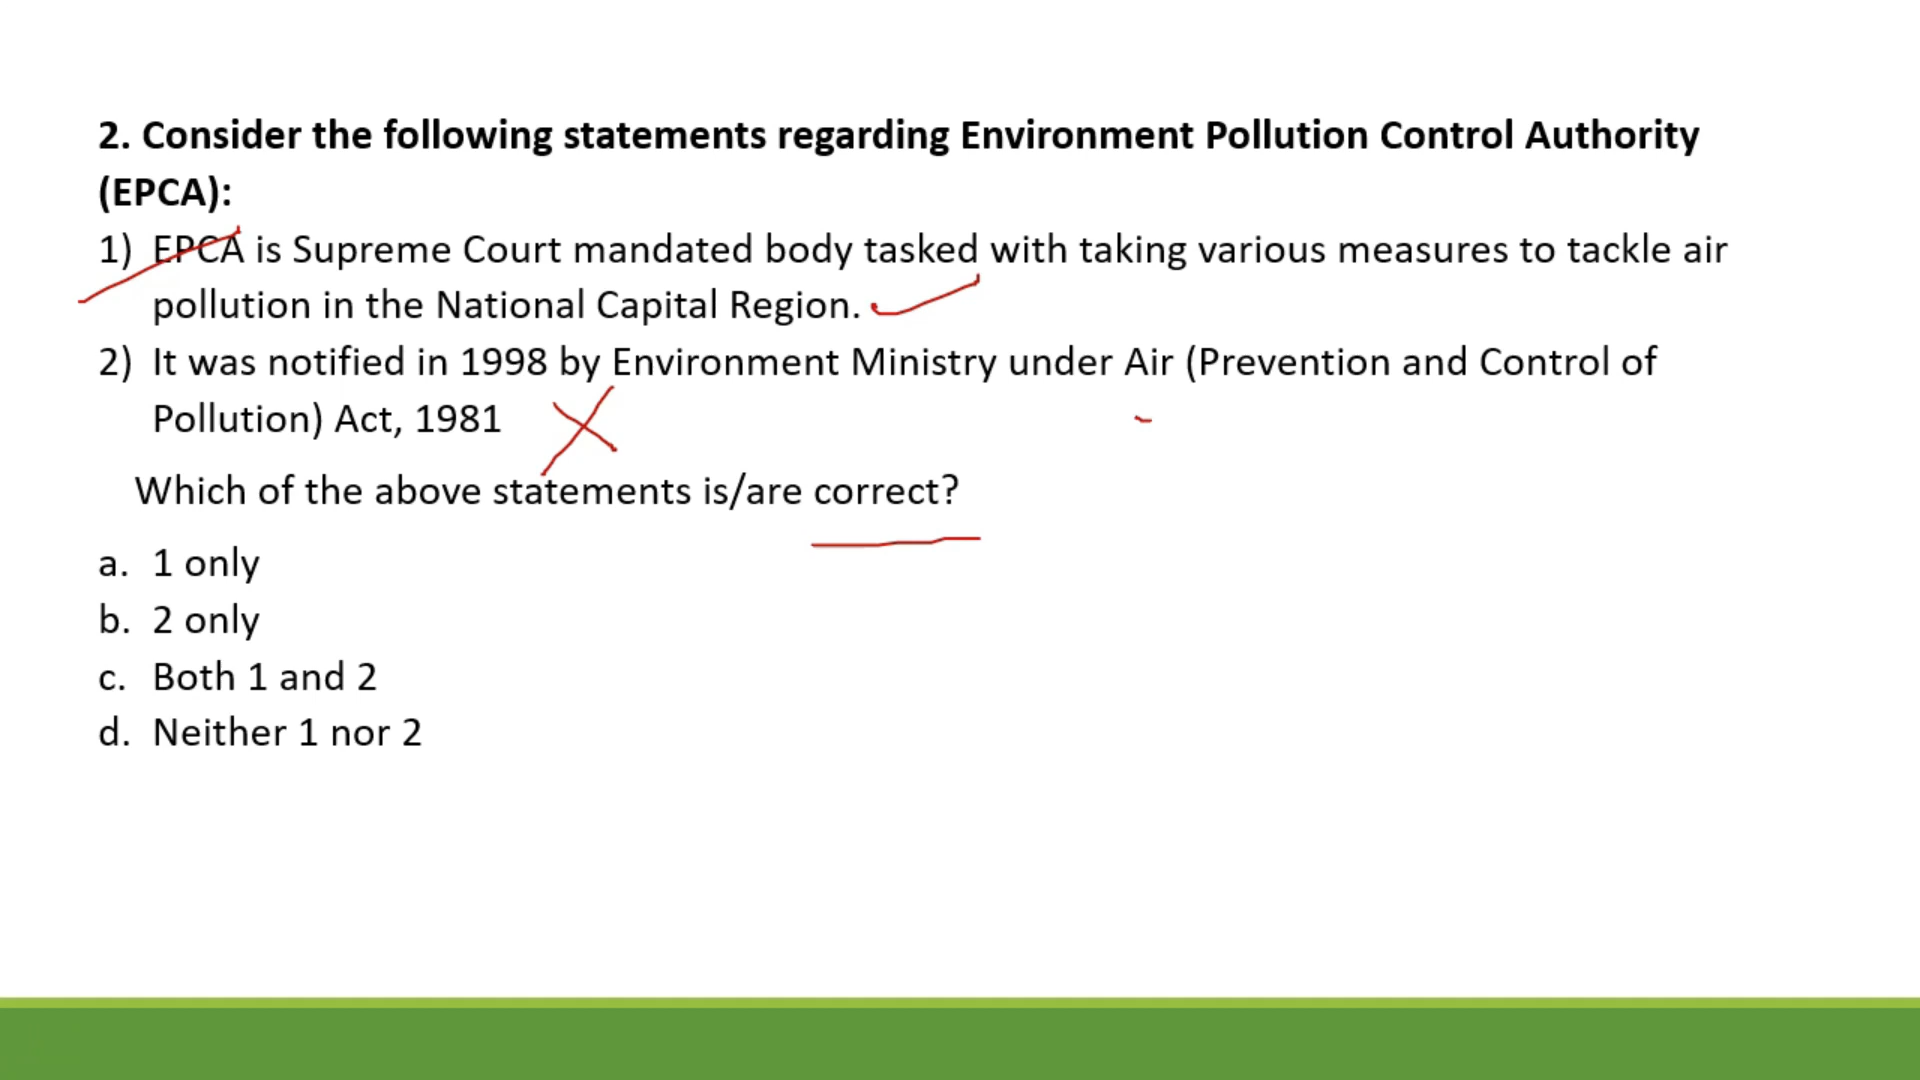 2. Consider the following statements regarding Environment Pollution Control Authority
(EPCA):
1) EPCA is Supreme Court mandated body tasked with taking various measures to tackle air
pollution in the National Capital Region.
2) It was notified in 1998 by Environment Ministry under Air (Prevention and Control of
Pollution) Act, 1981
Which of the above statements is/are correct?
a. 1 only
b. 2 only
c. Both 1 and 2
d. Neither 1 nor 2